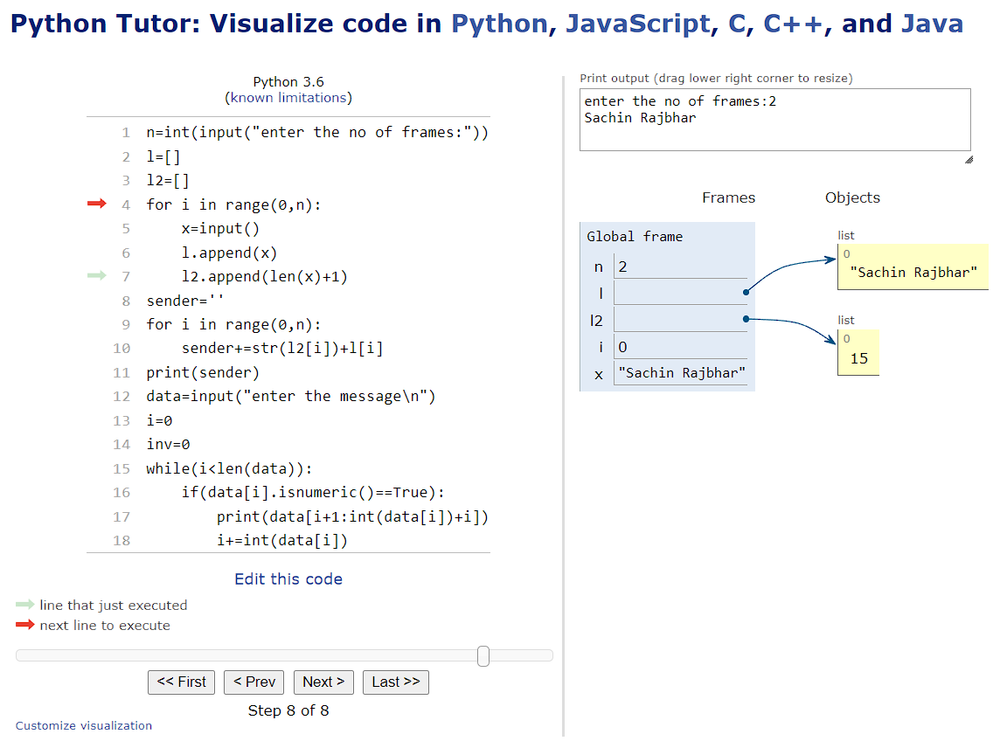 Python Tutor: Visualize code in Python, JavaScript, C, C++, and Java
Python 3.6
(known limitations)
1 n=int(input("enter the no of frames:"))
2 l=[]
3 l2=[]
4 for i in range(0,n):
5     x=input()
6     l.append(x)
7     l2.append(len(x)+1)
8 sender=''
9 for i in range(0,n):
10     sender+=str(l2[i])+l[i]
11 print(sender)
12 data=input("enter the message\n")
13 i=0
14 inv=0
15 while(i<len(data)):
16     if(data[i].isnumeric()==True):
17         print(data[i+1:int(data[i])+i])
18         i+=int(data[i])
Edit this code
line that just executed
next line to execute
<< First < Prev Next > Last >>
Step 8 of 8
Customize visualization
Print output (drag lower right corner to resize)
enter the no of frames:2
Sachin Rajbhar
Frames Objects
Global frame
n 2
l
l2
i 0
x "Sachin Rajbhar"
list
0
"Sachin Rajbhar"
list
0
15